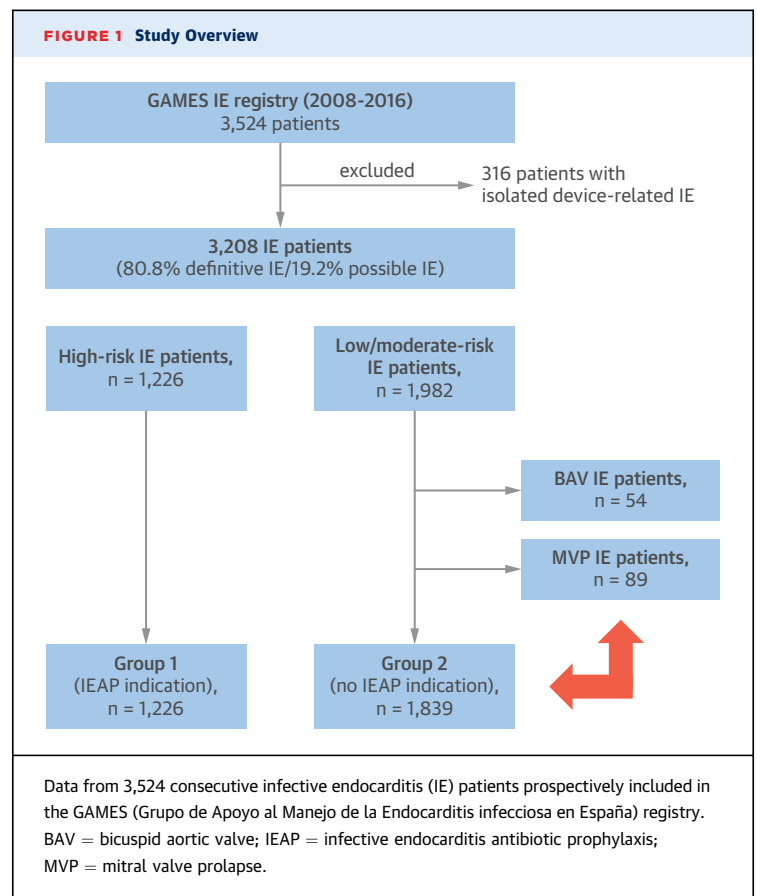 FIGURE 1 Study Overview
GAMES IE registry (2008-2016)
3,524 patients
excluded
316 patients with
isolated device-related IE
3,208 IE patients
(80.8% definitive IE/19.2% possible IE)
High-risk IE patients,
n = 1,226
Low/moderate-risk
IE patients,
n = 1,982
BAV IE patients,
n = 54
MVP IE patients,
n = 89
Group 1
(IEAP indication),
n = 1,226
Group 2
(no IEAP indication),
n = 1,839
Data from 3,524 consecutive infective endocarditis (IE) patients prospectively included in
the GAMES (Grupo de Apoyo al Manejo de la Endocarditis infecciosa en España) registry.
BAV = bicuspid aortic valve; IEAP = infective endocarditis antibiotic prophylaxis;
MVP = mitral valve prolapse.